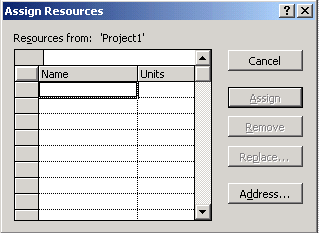 Assign Resources
Resources from: 'Project1'
Cancel
Name Units
Assign
Remove
Replace...
Address...